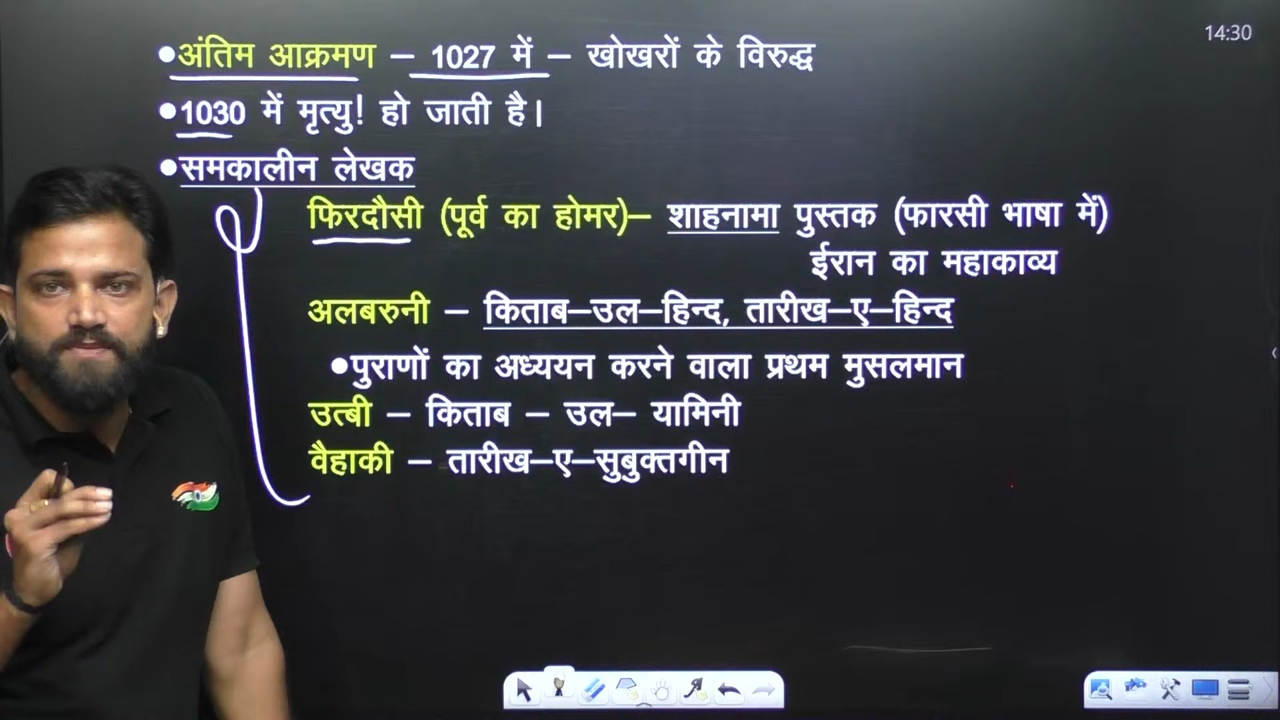 14:30
•अंतिम आक्रमण – 1027 में – खोखरों के विरुद्ध
•1030 में मृत्यु! हो जाती है।
•समकालीन लेखक
फिरदौसी (पूर्व का होमर)– शाहनामा पुस्तक (फारसी भाषा में)
ईरान का महाकाव्य
अलबरुनी – किताब–उल–हिन्द, तारीख–ए–हिन्द
•पुराणों का अध्ययन करने वाला प्रथम मुसलमान
उत्बी – किताब – उल– यामिनी
वैहाकी – तारीख–ए–सुबुक्तगीन